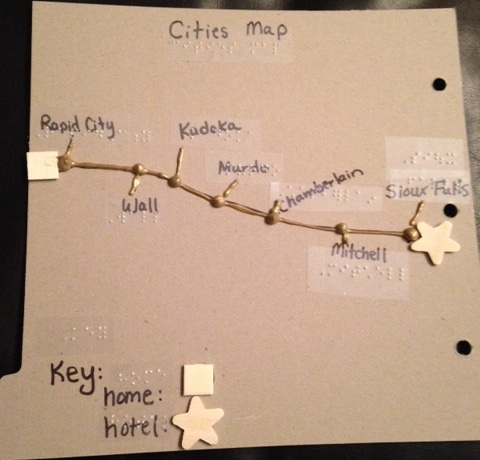 Cities Map
Rapid City
Kadoka
Murdo
Wall
Chamberlain
Sioux Falls
Mitchell
Key:
home:
hotel: